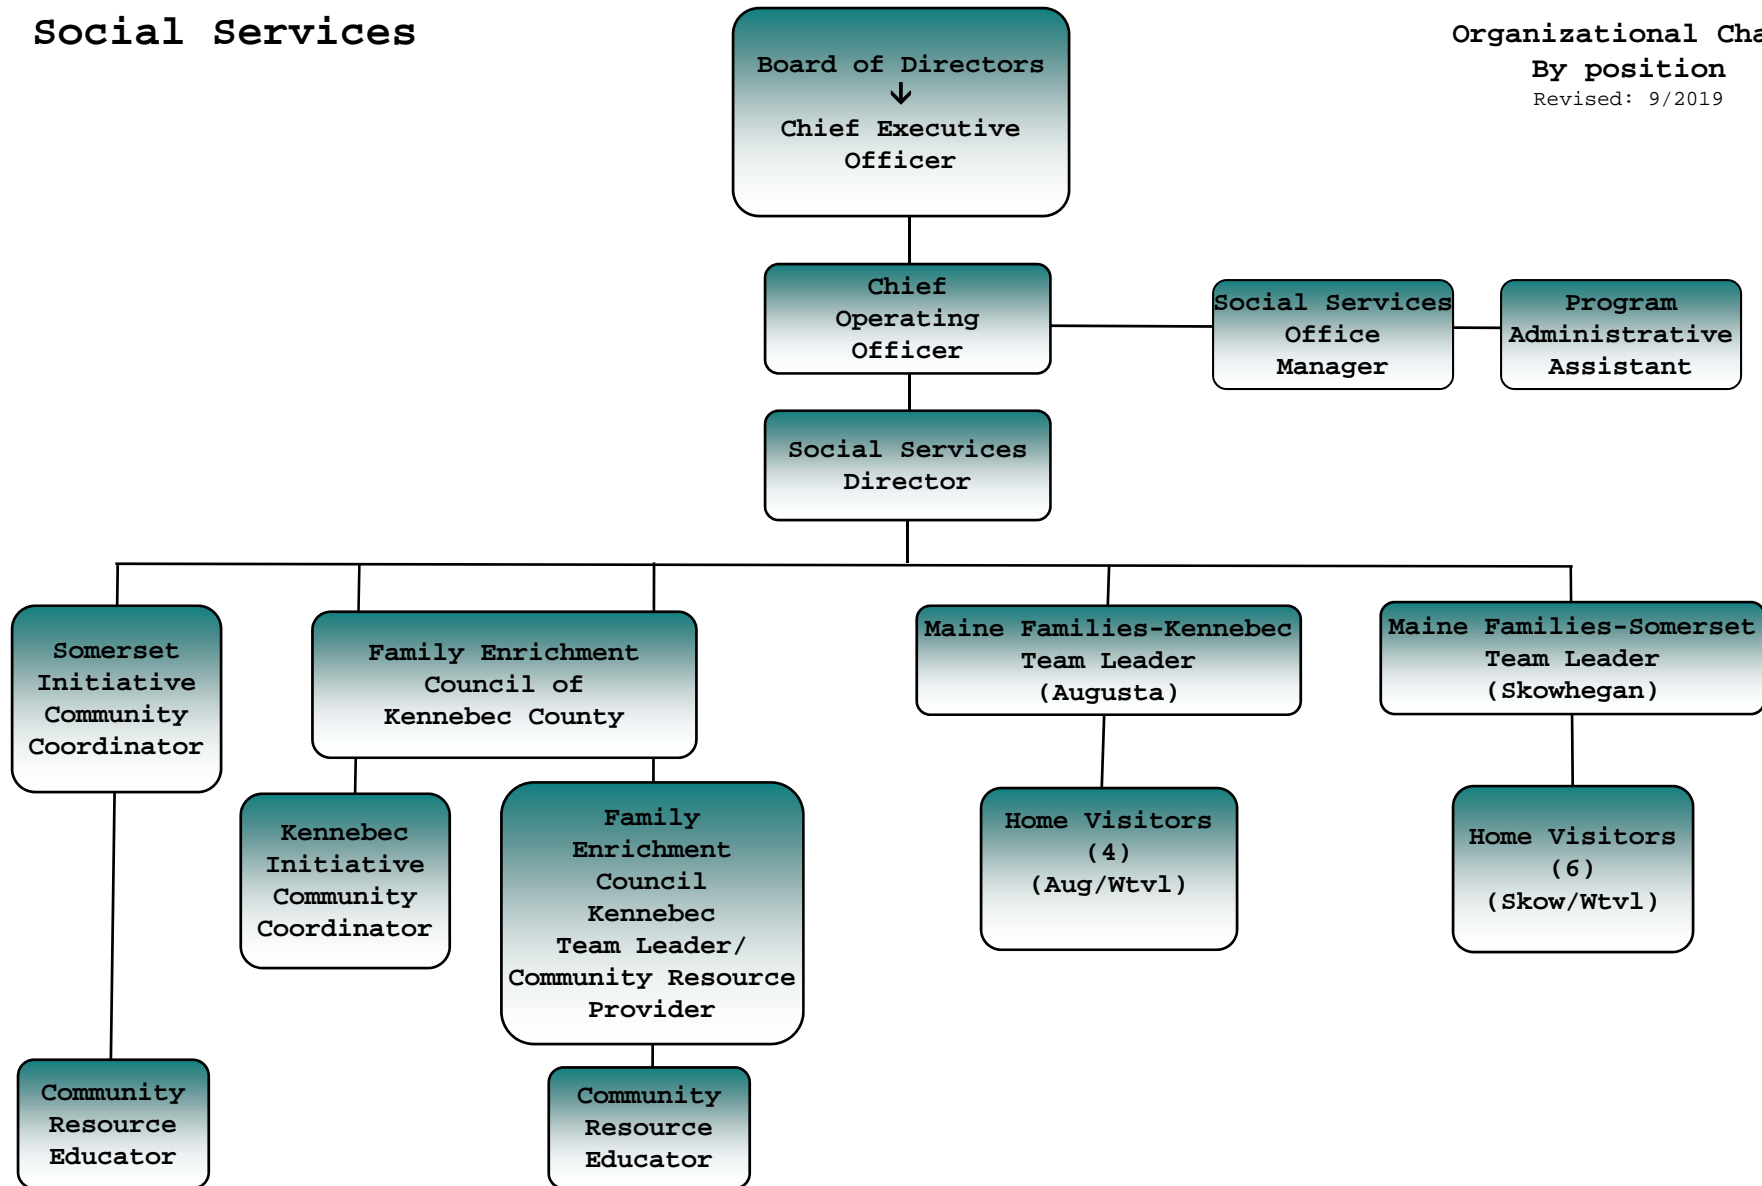 Social Services
Organizational Cha
By position
Revised: 9/2019
Board of Directors
↓
Chief Executive
Officer
Chief
Operating
Officer
Social Services
Office
Manager
Program
Administrative
Assistant
Social Services
Director
Somerset
Initiative
Community
Coordinator
Family Enrichment
Council of
Kennebec County
Maine Families-Kennebec
Team Leader
(Augusta)
Maine Families-Somerset
Team Leader
(Skowhegan)
Kennebec
Initiative
Community
Coordinator
Family
Enrichment
Council
Kennebec
Team Leader/
Community Resource
Provider
Home Visitors
(4)
(Aug/Wtvl)
Home Visitors
(6)
(Skow/Wtvl)
Community
Resource
Educator
Community
Resource
Educator